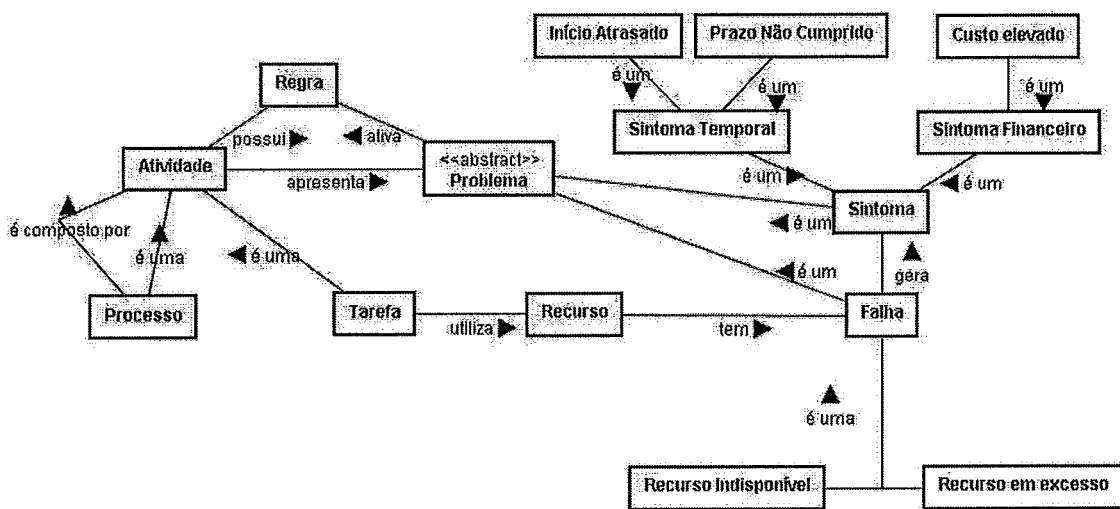 Início Atrasado
Prazo Não Cumprido
Custo elevado
é um
é um
é um
Regra
possui
ativa
Sintoma Temporal
Sintoma Financeiro
Atividade
<<abstract>>
Problema
apresenta
é um
é um
Sintoma
é composto por
é uma
é uma
é um
é um
gera
Processo
Tarefa
utiliza
Recurso
tem
Falha
é uma
Recurso Indisponível
Recurso em excesso